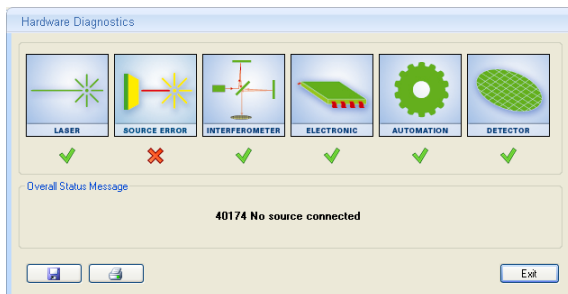 Hardware Diagnostics
LASER
SOURCE ERROR
INTERFEROMETER
ELECTRONIC
AUTOMATION
DETECTOR
Overall Status Message
40174 No source connected
Exit